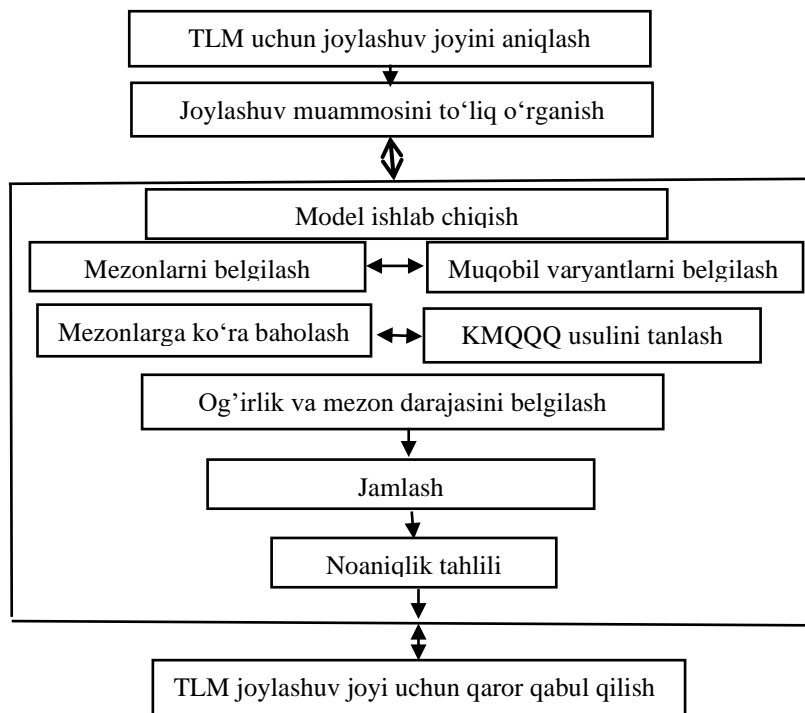 TLM uchun joylashuv joyini aniqlash
Joylashuv muammosini to‘liq o‘rganish
Model ishlab chiqish
Mezonlarni belgilash
Muqobil varyantlarni belgilash
Mezonlarga ko‘ra baholash
KMQQQ usulini tanlash
Og’irlik va mezon darajasini belgilash
Jamlash
Noaniqlik tahlili
TLM joylashuv joyi uchun qaror qabul qilish